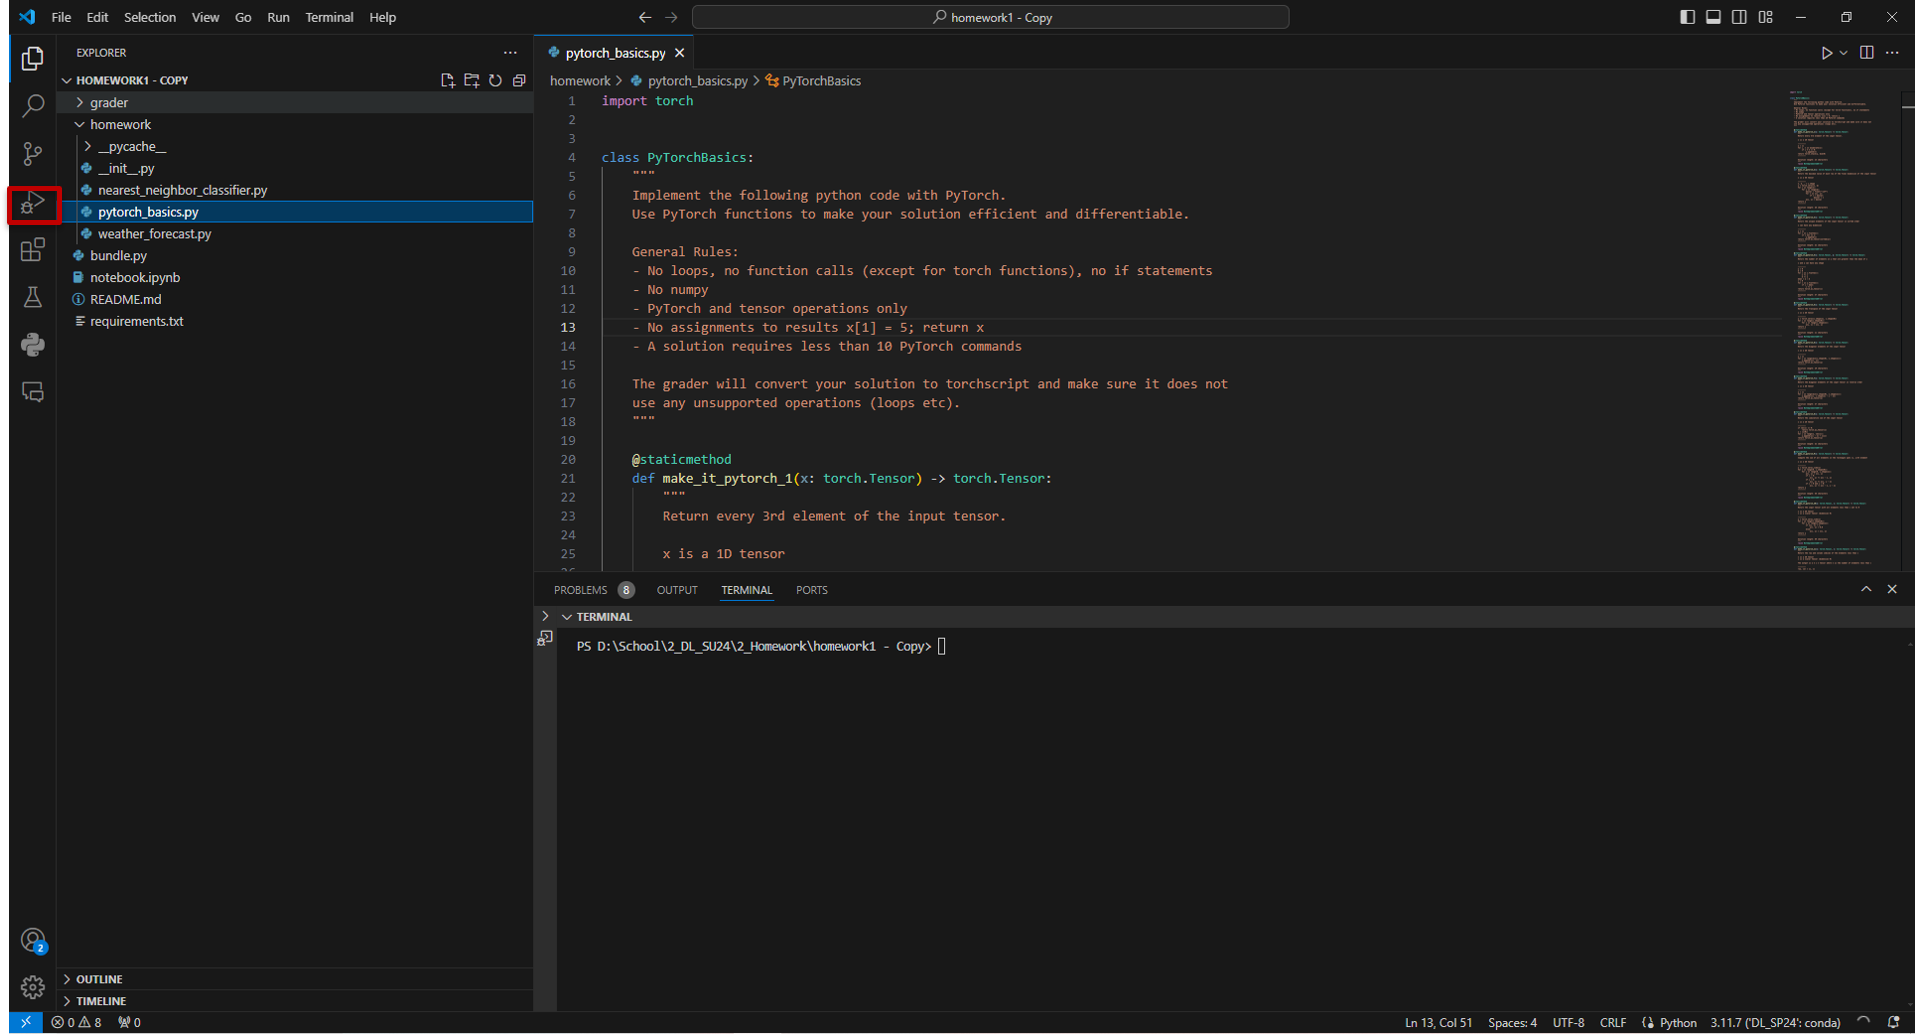 File Edit Selection View Go Run Terminal Help
homework1 - Copy
EXPLORER
HOMEWORK1 - COPY
grader
homework
__pycache__
__init__.py
nearest_neighbor_classifier.py
pytorch_basics.py
weather_forecast.py
bundle.py
notebook.ipynb
README.md
requirements.txt
OUTLINE
TIMELINE
2
pytorch_basics.py
homework > pytorch_basics.py > PyTorchBasics
1 import torch
2
3
4 class PyTorchBasics:
5 """
6 Implement the following python code with PyTorch.
7 Use PyTorch functions to make your solution efficient and differentiable.
8
9 General Rules:
10 - No loops, no function calls (except for torch functions), no if statements
11 - No numpy
12 - PyTorch and tensor operations only
13 - No assignments to results x[1] = 5; return x
14 - A solution requires less than 10 PyTorch commands
15
16 The grader will convert your solution to torchscript and make sure it does not
17 use any unsupported operations (loops etc).
18 """
19
20 @staticmethod
21 def make_it_pytorch_1(x: torch.Tensor) -> torch.Tensor:
22 """
23 Return every 3rd element of the input tensor.
24
25 x is a 1D tensor
PROBLEMS 8 OUTPUT TERMINAL PORTS
TERMINAL
PS D:\School\2_DL_SU24\2_Homework\homework1 - Copy>
0 8 0
Ln 13, Col 51 Spaces: 4 UTF-8 CRLF Python 3.11.7 ('DL_SP24': conda)